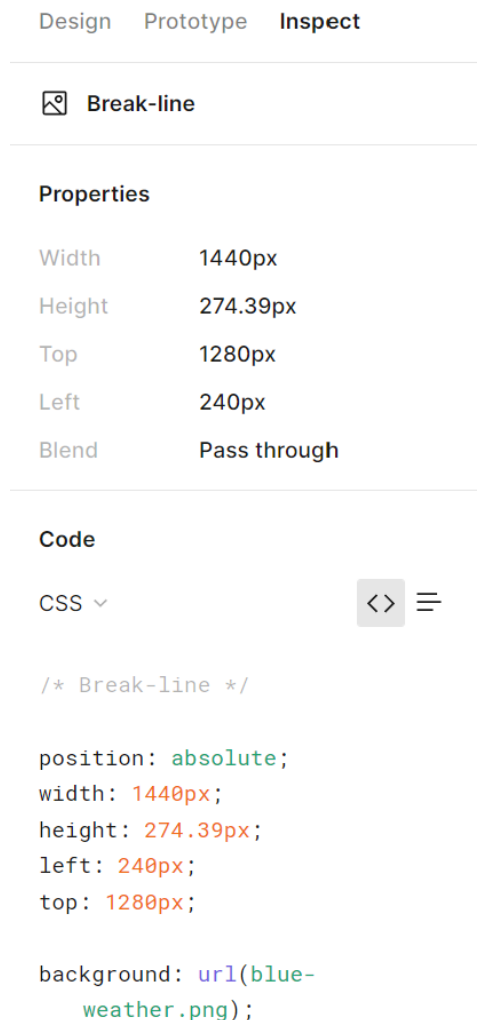 Design Prototype Inspect
Break-line
Properties
Width 1440px
Height 274.39px
Top 1280px
Left 240px
Blend Pass through
Code
CSS
/* Break-line */
position: absolute;
width: 1440px;
height: 274.39px;
left: 240px;
top: 1280px;
background: url(blue-
weather.png);